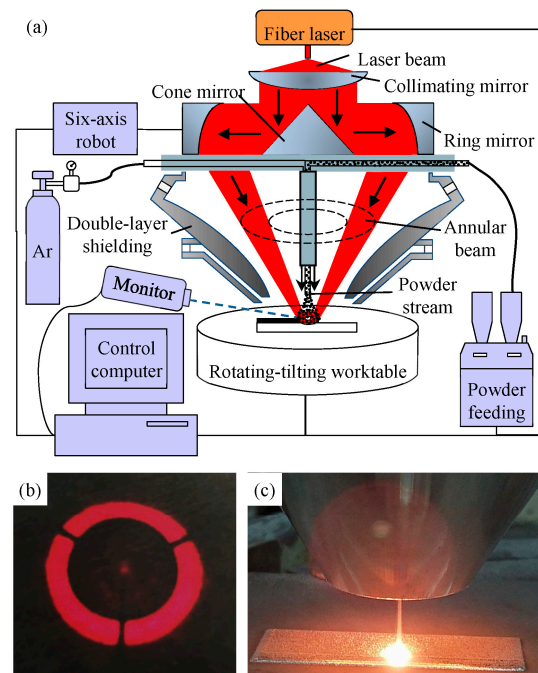 (a)
Fiber laser
Laser beam
Collimating mirror
Cone mirror
Six-axis
robot
Ring mirror
Double-layer
shielding
Annular
beam
Ar
Monitor
Powder
stream
Control
computer
Rotating-tilting worktable
Powder
feeding
(b)
(c)